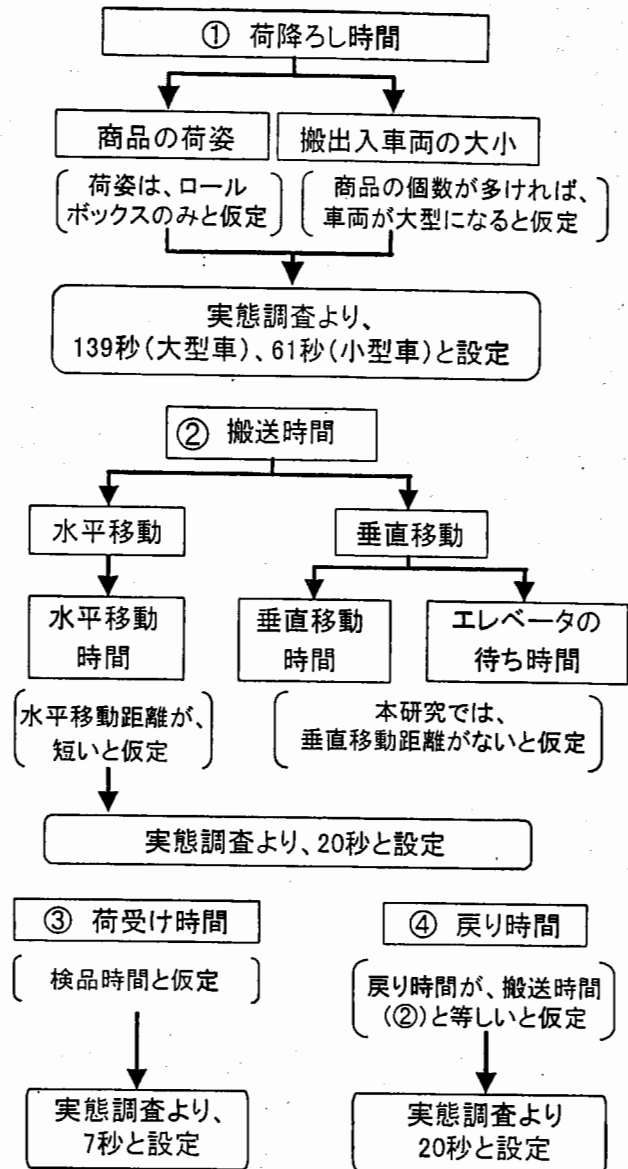 ① 荷降ろし時間
商品の荷姿
搬出入車両の大小
荷姿は、ロール
ボックスのみと仮定
商品の個数が多ければ、
車両が大型になると仮定
実態調査より、
139秒(大型車)、61秒(小型車)と設定
② 搬送時間
水平移動
垂直移動
水平移動
時間
垂直移動
時間
エレベータの
待ち時間
水平移動距離が、
短いと仮定
本研究では、
垂直移動距離がないと仮定
実態調査より、20秒と設定
③ 荷受け時間
検品時間と仮定
実態調査より、
7秒と設定
④ 戻り時間
戻り時間が、搬送時間
(②)と等しいと仮定
実態調査より
20秒と設定